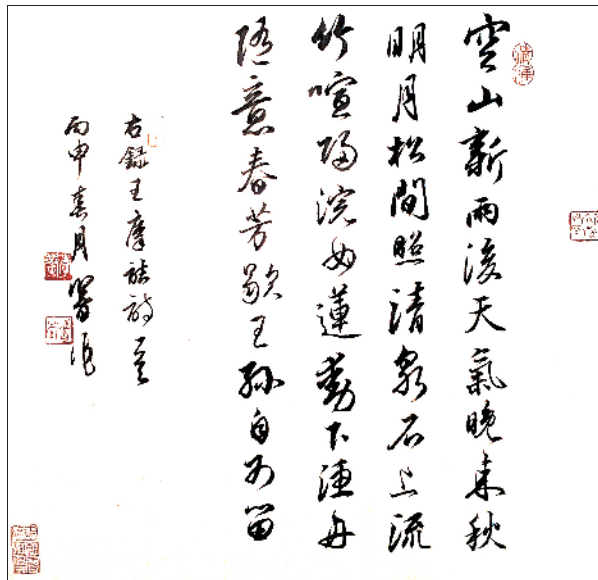 空山新雨後天氣晚來秋
明月松間照清泉石上流
竹喧歸浣女蓮動下漁舟
隨意春芳歇王孫自可留
右錄王摩詰詩一首
丙申春月